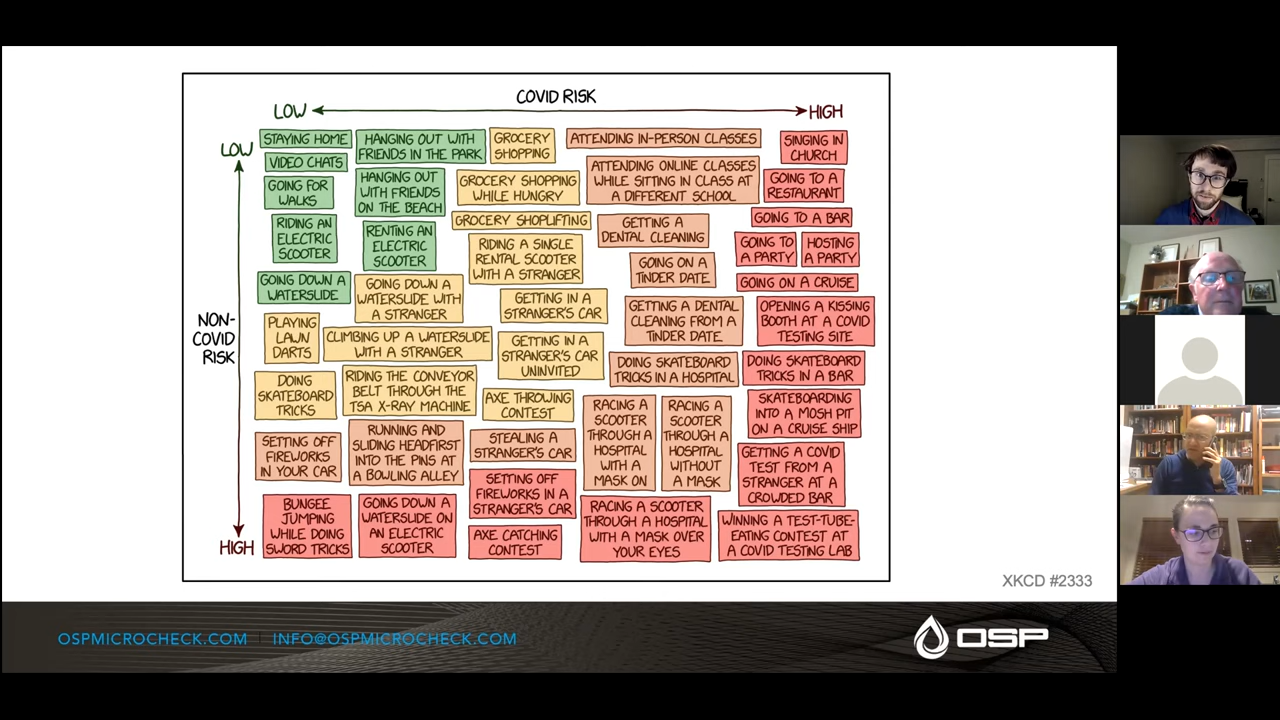 COVID RISK
LOW
HIGH
LOW
NON-
COVID
RISK
HIGH
STAYING HOME
HANGING OUT WITH
FRIENDS IN THE PARK
GROCERY
SHOPPING
ATTENDING IN-PERSON CLASSES
SINGING IN
CHURCH
VIDEO CHATS
HANGING OUT
WITH FRIENDS
ON THE BEACH
GROCERY SHOPPING
WHILE HUNGRY
ATTENDING ONLINE CLASSES
WHILE SITTING IN CLASS AT
A DIFFERENT SCHOOL
GOING TO A
RESTAURANT
GOING FOR
WALKS
GROCERY SHOPLIFTING
GETTING A
DENTAL CLEANING
GOING TO A BAR
RIDING AN
ELECTRIC
SCOOTER
RENTING AN
ELECTRIC
SCOOTER
RIDING A SINGLE
RENTAL SCOOTER
WITH A STRANGER
GOING ON A
TINDER DATE
GOING TO
A PARTY
HOSTING
A PARTY
GOING DOWN A
WATERSLIDE
GOING DOWN A
WATERSLIDE WITH
A STRANGER
GETTING IN A
STRANGER'S CAR
GETTING A DENTAL
CLEANING FROM A
TINDER DATE
GOING ON A CRUISE
OPENING A KISSING
BOOTH AT A COVID
TESTING SITE
PLAYING
LAWN
DARTS
CLIMBING UP A WATERSLIDE
WITH A STRANGER
GETTING IN A
STRANGER'S CAR
UNINVITED
DOING SKATEBOARD
TRICKS IN A HOSPITAL
DOING SKATEBOARD
TRICKS IN A BAR
DOING
SKATEBOARD
TRICKS
RIDING THE CONVEYOR
BELT THROUGH THE
TSA X-RAY MACHINE
AXE THROWING
CONTEST
RACING A
SCOOTER
THROUGH A
HOSPITAL
WITH A
MASK ON
RACING A
SCOOTER
THROUGH A
HOSPITAL
WITHOUT
A MASK
SKATEBOARDING
INTO A MOSH PIT
ON A CRUISE SHIP
SETTING OFF
FIREWORKS
IN YOUR CAR
RUNNING AND
SLIDING HEADFIRST
INTO THE PINS AT
A BOWLING ALLEY
STEALING A
STRANGER'S CAR
GETTING A COVID
TEST FROM A
STRANGER AT A
CROWDED BAR
BUNGEE
JUMPING
WHILE DOING
SWORD TRICKS
GOING DOWN A
WATERSLIDE ON
AN ELECTRIC
SCOOTER
SETTING OFF
FIREWORKS IN A
STRANGER'S CAR
AXE CATCHING
CONTEST
RACING A SCOOTER
THROUGH A HOSPITAL
WITH A MASK OVER
YOUR EYES
WINNING A TEST-TUBE-
EATING CONTEST AT
A COVID TESTING LAB
XKCD #2333
OSPMICROCHECK.COM | INFO@OSPMICROCHECK.COM
OSP